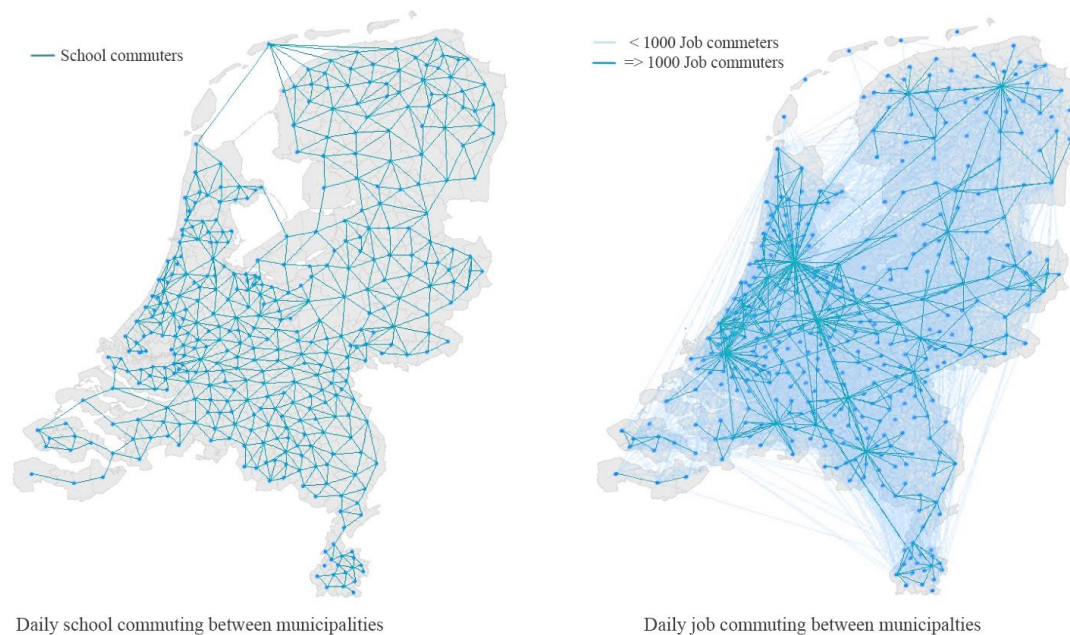 School commuters
< 1000 Job commeters
=> 1000 Job commuters
Daily school commuting between municipalities
Daily job commuting between municipalties